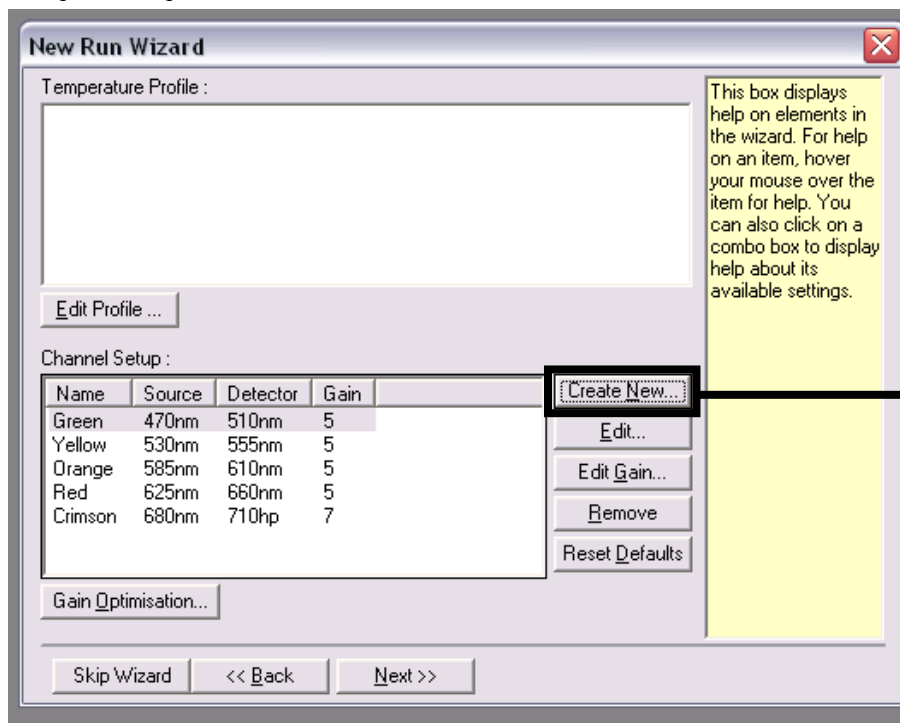 New Run Wizard
Temperature Profile :
This box displays
help on elements in
the wizard. For help
on an item, hover
your mouse over the
item for help. You
can also click on a
combo box to display
help about its
available settings.
Edit Profile ...
Channel Setup :
Name Source Detector Gain
Green 470nm 510nm 5
Yellow 530nm 555nm 5
Orange 585nm 610nm 5
Red 625nm 660nm 5
Crimson 680nm 710hp 7
Create New...
Edit...
Edit Gain...
Remove
Reset Defaults
Gain Optimisation...
Skip Wizard << Back Next >>